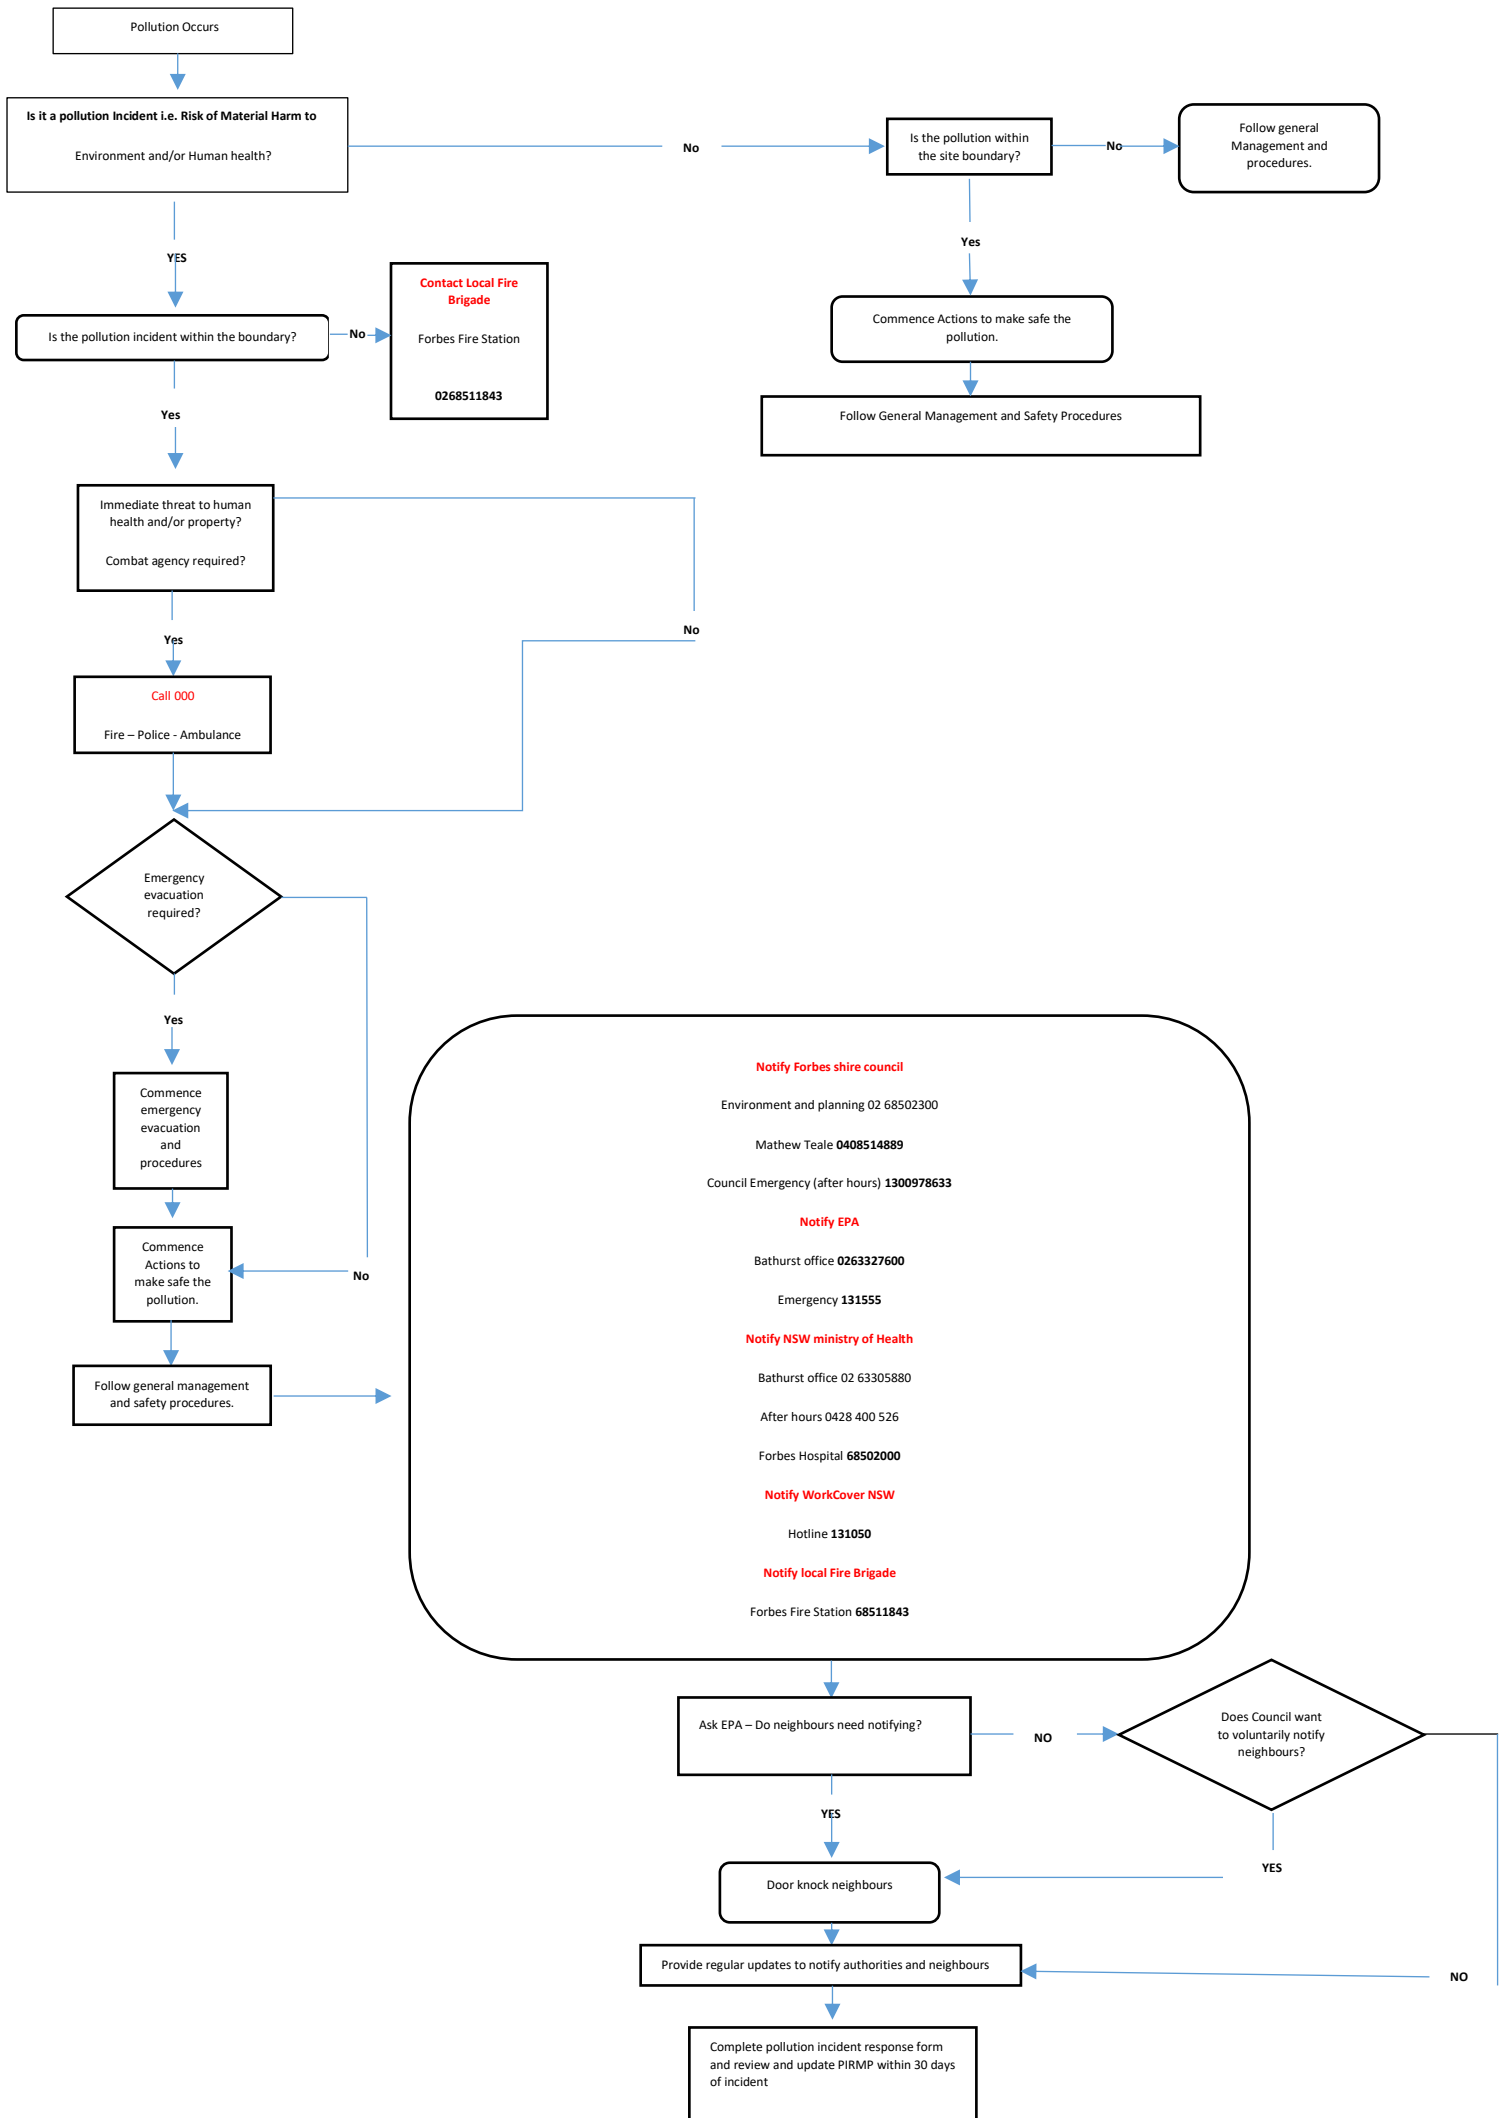 Pollution Occurs
Is it a pollution Incident i.e. Risk of Material Harm to
Environment and/or Human health?
No
Is the pollution within
the site boundary?
No
Follow general
Management and
procedures.
YES
Yes
Contact Local Fire
Brigade
Forbes Fire Station
0268511843
Is the pollution incident within the boundary?
No
Commence Actions to make safe the
pollution.
Yes
Follow General Management and Safety Procedures
Immediate threat to human
health and/or property?
Combat agency required?
No
Yes
Call 000
Fire – Police - Ambulance
Emergency
evacuation
required?
Yes
Commence
emergency
evacuation
and
procedures
Commence
Actions to
make safe the
pollution.
No
Follow general management
and safety procedures.
Notify Forbes shire council
Environment and planning 02 68502300
Mathew Teale 0408514889
Council Emergency (after hours) 1300978633
Notify EPA
Bathurst office 0263327600
Emergency 131555
Notify NSW ministry of Health
Bathurst office 02 63305880
After hours 0428 400 526
Forbes Hospital 68502000
Notify WorkCover NSW
Hotline 131050
Notify local Fire Brigade
Forbes Fire Station 68511843
Ask EPA – Do neighbours need notifying?
NO
Does Council want
to voluntarily notify
neighbours?
YES
YES
Door knock neighbours
Provide regular updates to notify authorities and neighbours
NO
Complete pollution incident response form
and review and update PIRMP within 30 days
of incident